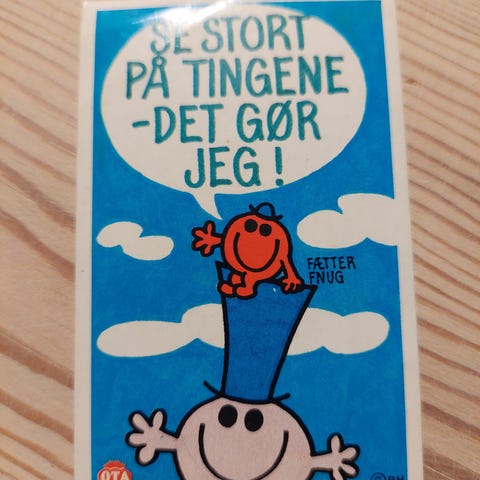 SE STORT
PÅ TINGENE
-DET GØR
JEG !
FÆTTER
FNUG
OTA